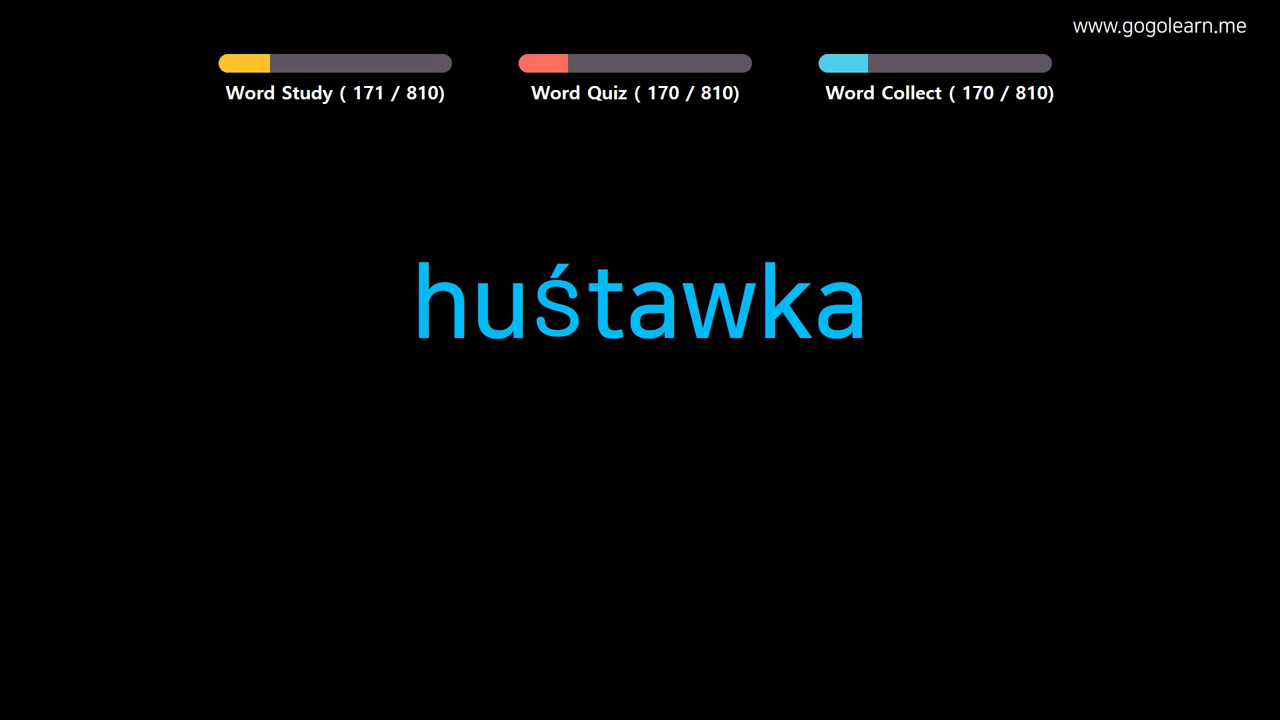 www.gogolearn.me
Word Study ( 171 / 810)
Word Quiz ( 170 / 810)
Word Collect ( 170 / 810)
huśtawka